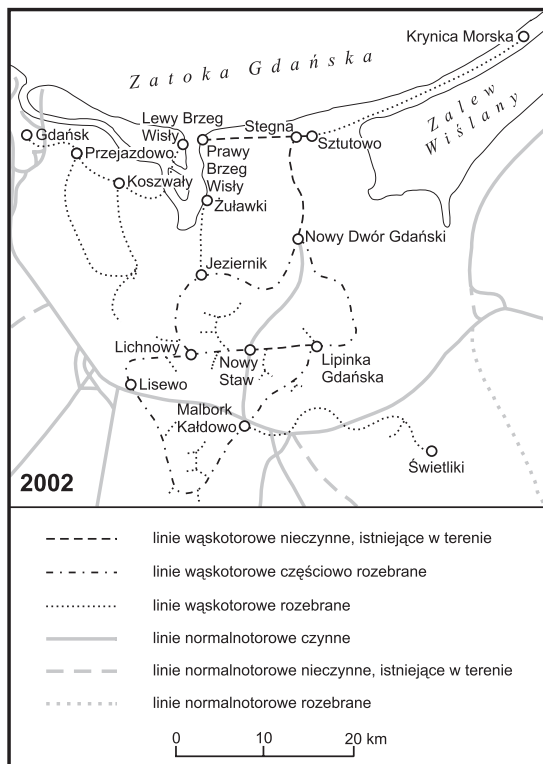 Krynica Morska
Zatoka Gdańska
Zalew
Wiślany
Lewy Brzeg
Wisły
Stegna
Gdańsk
Sztutowo
Przejazdowo
Prawy
Brzeg
Wisły
Koszwały
Żuławki
Nowy Dwór Gdański
Jeziernik
Lichnowy
Nowy
Staw
Lipinka
Gdańska
Lisewo
Malbork
Kałdowo
Świetliki
2002
linie wąskotorowe nieczynne, istniejące w terenie
linie wąskotorowe częściowo rozebrane
linie wąskotorowe rozebrane
linie normalnotorowe czynne
linie normalnotorowe nieczynne, istniejące w terenie
linie normalnotorowe rozebrane
0 10 20 km